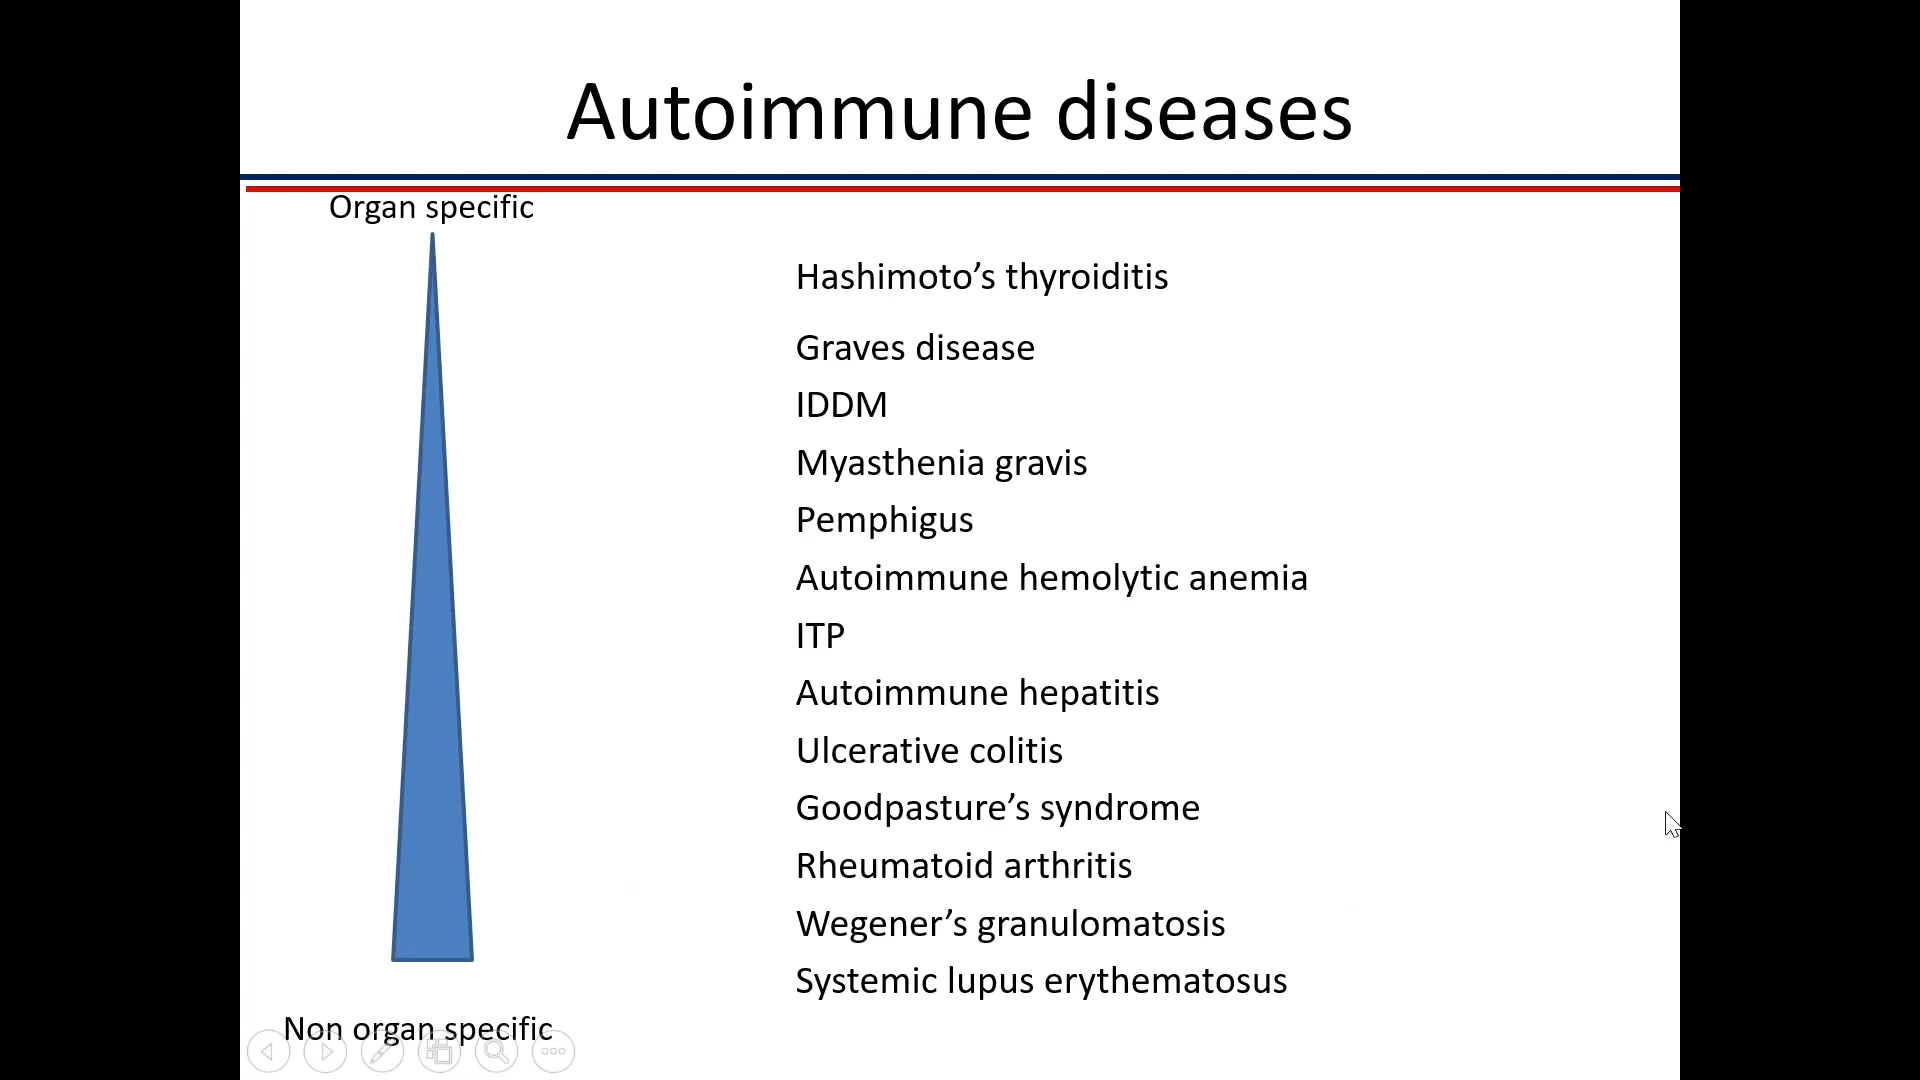 Autoimmune diseases
Organ specific
Hashimoto’s thyroiditis
Graves disease
IDDM
Myasthenia gravis
Pemphigus
Autoimmune hemolytic anemia
ITP
Autoimmune hepatitis
Ulcerative colitis
Goodpasture’s syndrome
Rheumatoid arthritis
Wegener’s granulomatosis
Systemic lupus erythematosus
Non organ specific